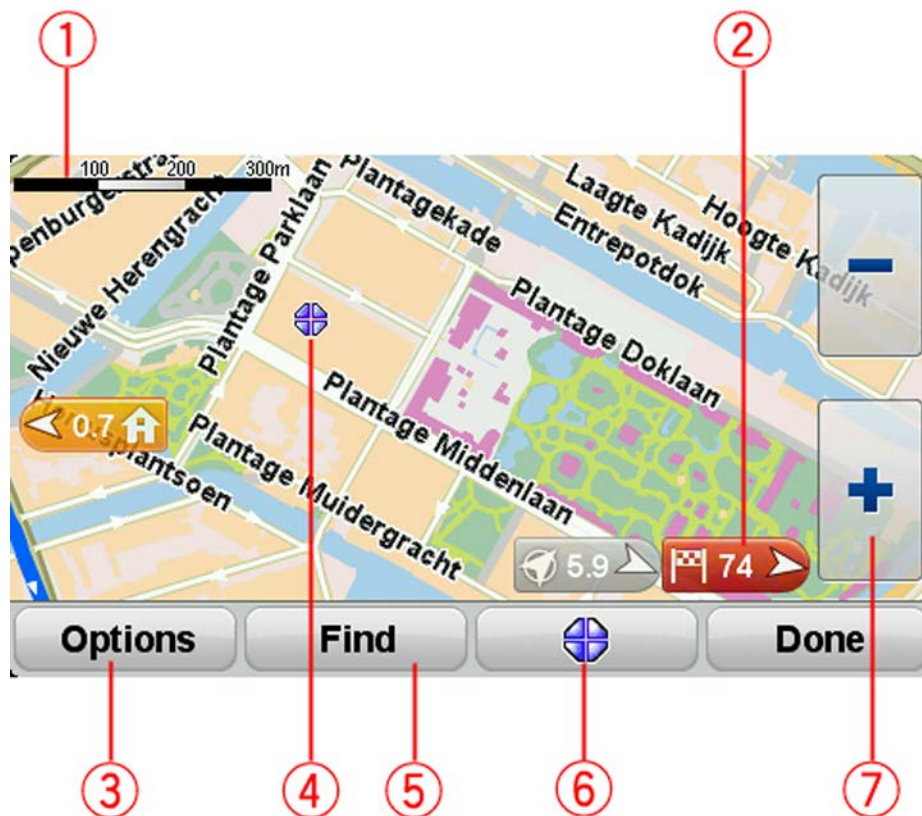 1
2
100 200 300m
Plantage Parklaan
Plantagekade
Laagte Kadijk
Hoogte Kadijk
Entrepotdok
Nieuwe Herengracht
Plantage Doklaan
Plantage Middenlaan
0.7
Plantage Muidergracht
5.9
74
Options
Find
Done
3
4
5
6
7